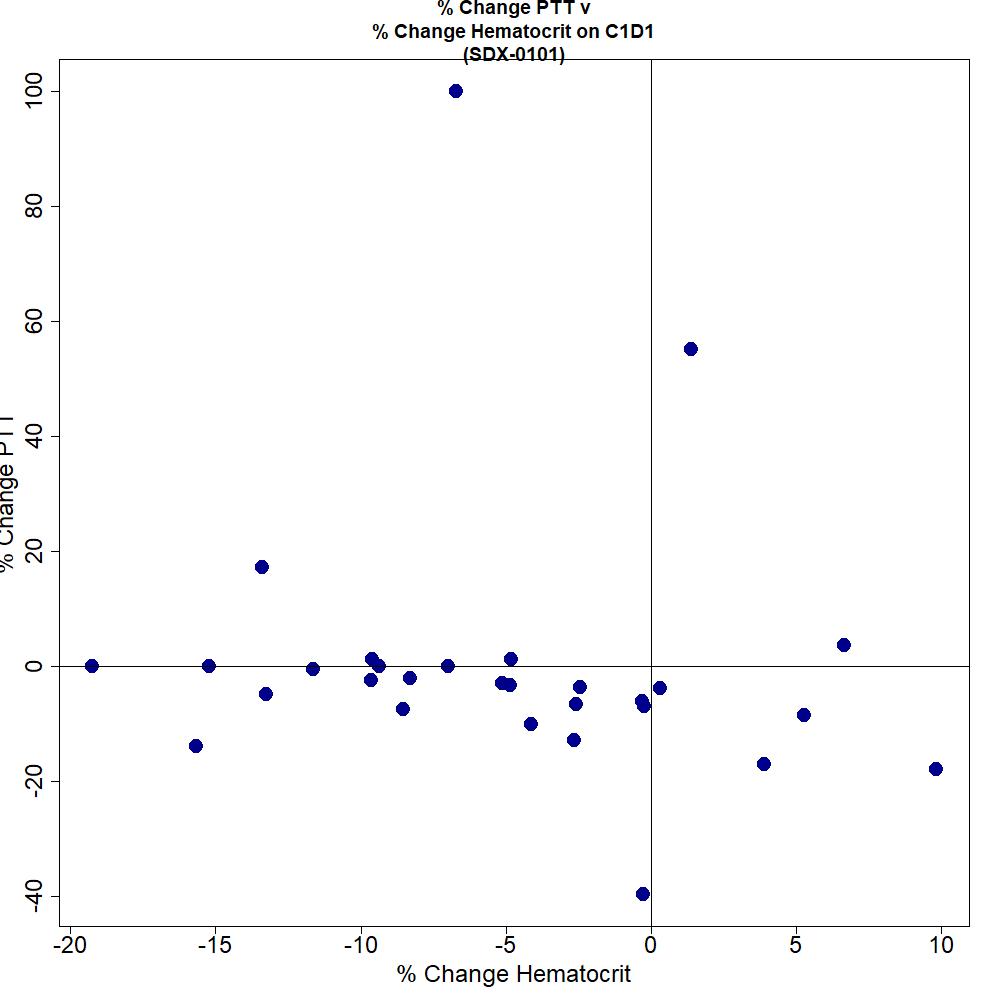 % Change PTT v
% Change Hematocrit on C1D1
(SDX-0101)
100
80
60
40
20
0
-20
-40
% Change PTT
-20 -15 -10 -5 0 5 10
% Change Hematocrit